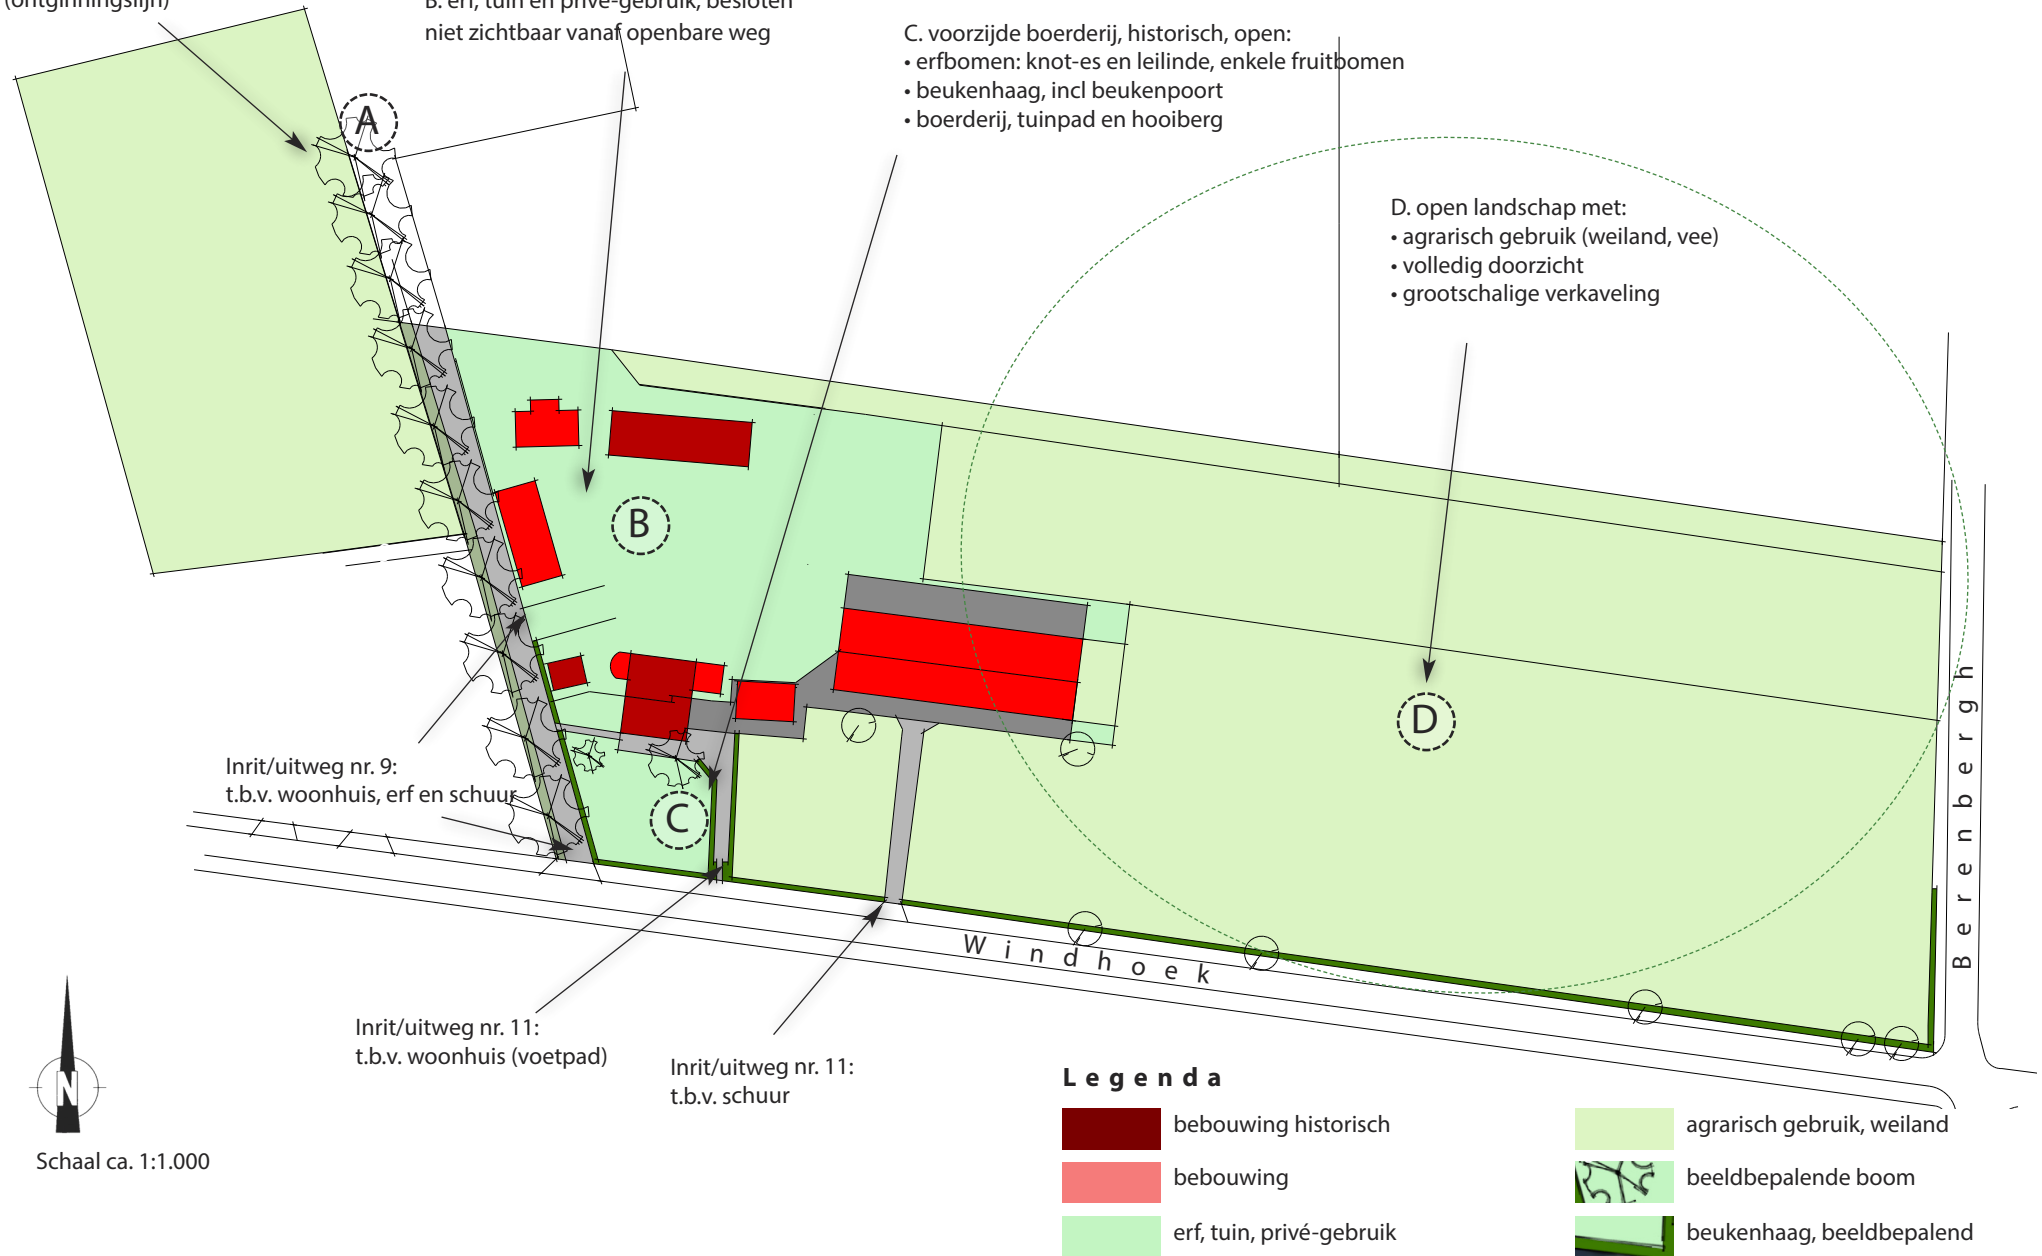 (ontginningslijn)
B. erf, tuin en privé-gebruik, besloten
niet zichtbaar vanaf openbare weg
C. voorzijde boerderij, historisch, open:
• erfbomen: knot-es en leilinde, enkele fruitbomen
• beukenhaag, incl beukenpoort
• boerderij, tuinpad en hooiberg
A
D. open landschap met:
• agrarisch gebruik (weiland, vee)
• volledig doorzicht
• grootschalige verkaveling
B
D
C
Inrit/uitweg nr. 9:
t.b.v. woonhuis, erf en schuur
Berenbergh
Windhoek
Inrit/uitweg nr. 11:
t.b.v. woonhuis (voetpad)
Inrit/uitweg nr. 11:
t.b.v. schuur
N
Schaal ca. 1:1.000
Legenda
bebouwing historisch
bebouwing
erf, tuin, privé-gebruik
agrarisch gebruik, weiland
beeldbepalende boom
beukenhaag, beeldbepalend